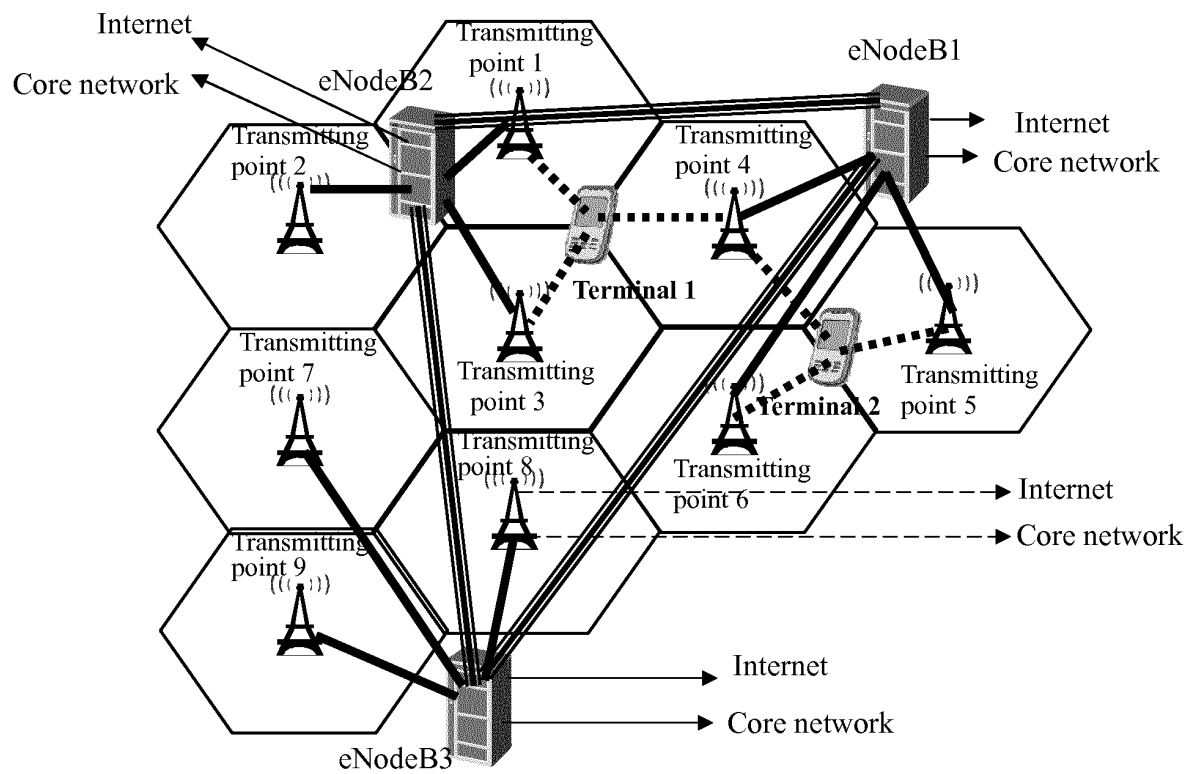 Internet
Core network
eNodeB2
Transmitting
point 1
eNodeB1
Internet
Core network
Transmitting
point 2
Transmitting
point 4
Terminal 1
Transmitting
point 7
Transmitting
point 3
Terminal 2
Transmitting
point 5
Transmitting
point 8
Transmitting
point 6
Internet
Core network
Transmitting
point 9
Internet
Core network
eNodeB3